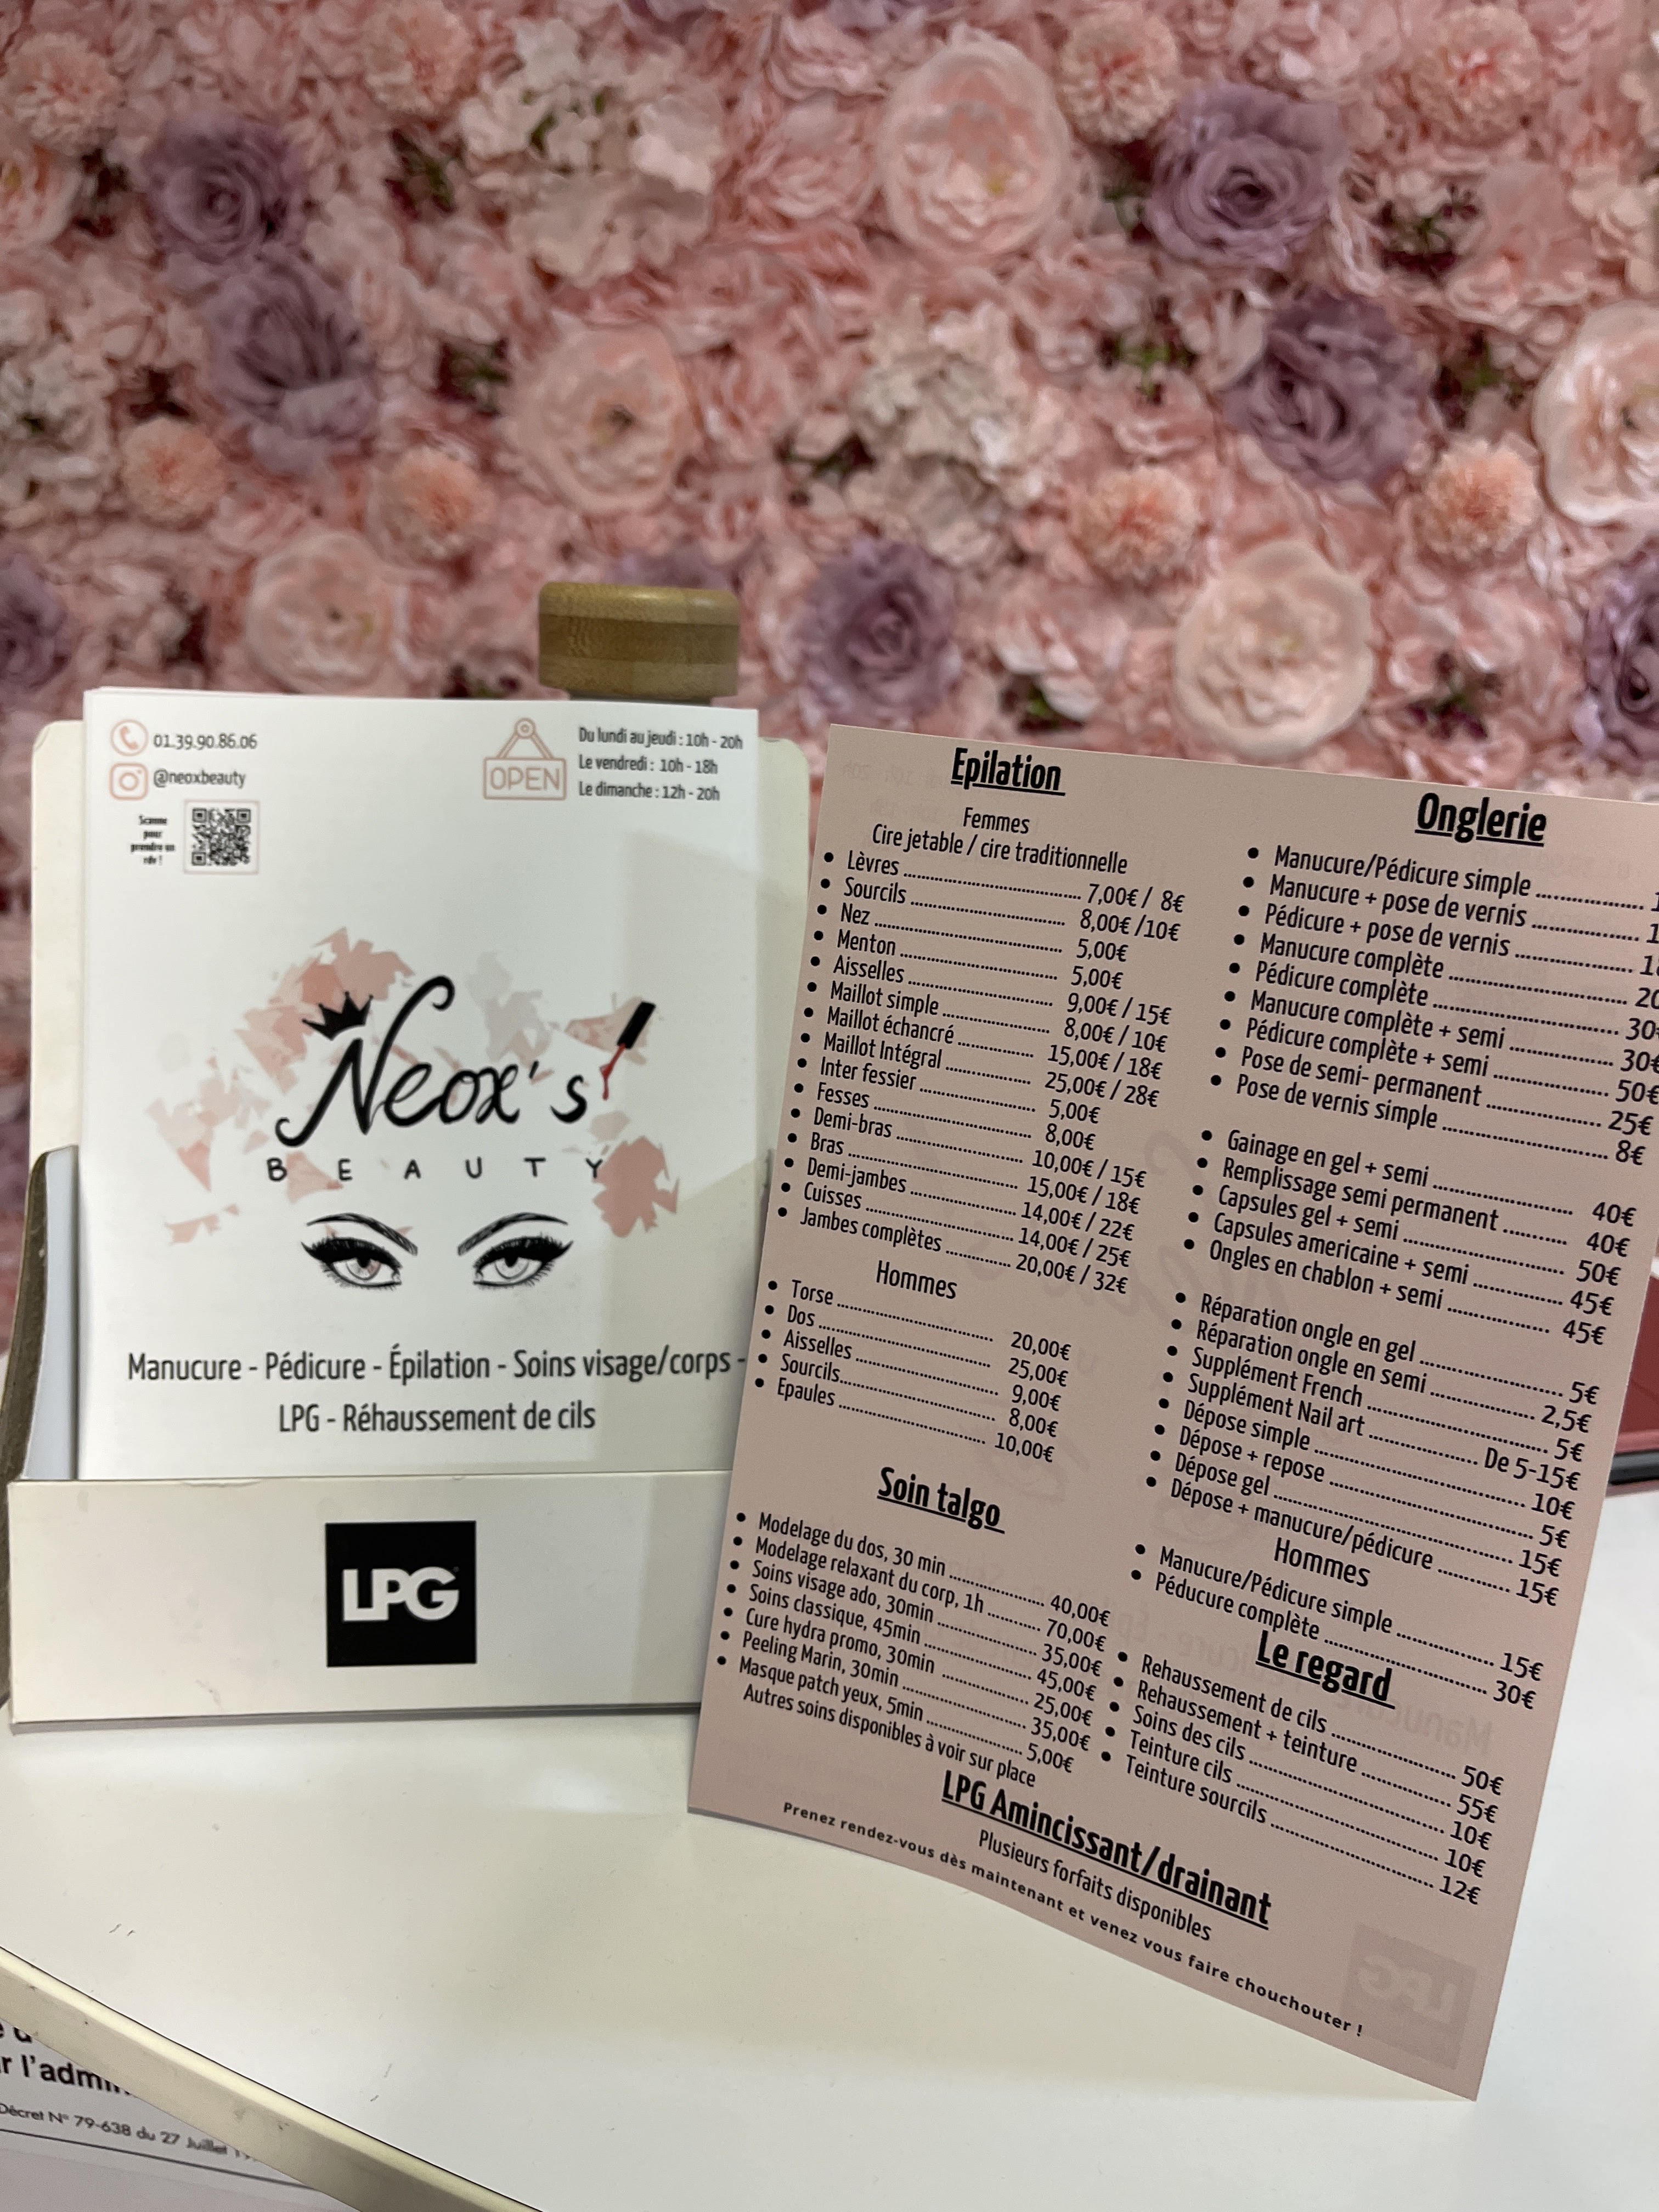 01.39.90.86.06
@neoxbeauty
Scanne
pour
prendre un
rdv !
OPEN
Du lundi au jeudi : 10h - 20h
Le vendredi : 10h - 18h
Le dimanche : 12h - 20h
Neox's
BEAUTY
Manucure - Pédicure - Épilation - Soins visage/corps -
LPG - Réhaussement de cils
LPG
Epilation
Femmes
Cire jetable / cire traditionnelle
• Lèvres .......... 7,00€ / 8€
• Sourcils .......... 8,00€ /10€
• Nez .......... 5,00€
• Menton .......... 5,00€
• Aisselles .......... 9,00€ / 15€
• Maillot simple .......... 8,00€ / 10€
• Maillot échancré .......... 15,00€ / 18€
• Maillot Intégral .......... 25,00€ / 28€
• Inter fessier .......... 5,00€
• Fesses .......... 8,00€
• Demi-bras .......... 10,00€ / 15€
• Bras .......... 15,00€ / 18€
• Demi-jambes .......... 14,00€ / 22€
• Cuisses .......... 14,00€ / 25€
• Jambes complètes .......... 20,00€ / 32€
Hommes
• Torse .......... 20,00€
• Dos .......... 25,00€
• Aisselles .......... 9,00€
• Sourcils .......... 8,00€
• Epaules .......... 10,00€
Soin talgo
• Modelage du dos, 30 min .......... 40,00€
• Modelage relaxant du corp, 1h .......... 70,00€
• Soins visage ado, 30min .......... 35,00€
• Soins classique, 45min .......... 45,00€
• Cure hydra promo, 30min .......... 25,00€
• Peeling Marin, 30min .......... 35,00€
• Masque patch yeux, 5min .......... 5,00€
Autres soins disponibles à voir sur place
Onglerie
• Manucure/Pédicure simple ..........
• Manucure + pose de vernis ..........
• Pédicure + pose de vernis ..........
• Manucure complète .......... 20
• Pédicure complète .......... 30
• Manucure complète + semi .......... 30€
• Pédicure complète + semi .......... 50€
• Pose de semi- permanent .......... 25€
• Pose de vernis simple .......... 8€
• Gainage en gel + semi .......... 40€
• Remplissage semi permanent .......... 40€
• Capsules gel + semi .......... 50€
• Capsules americaine + semi .......... 45€
• Ongles en chablon + semi .......... 45€
• Réparation ongle en gel .......... 5€
• Réparation ongle en semi .......... 2,5€
• Supplément French .......... 5€
• Supplément Nail art .......... De 5-15€
• Dépose simple .......... 10€
• Dépose + repose .......... 5€
• Dépose gel .......... 15€
• Dépose + manucure/pédicure .......... 15€
Hommes
• Manucure/Pédicure simple .......... 15€
• Péducure complète .......... 30€
Le regard
• Rehaussement de cils .......... 50€
• Rehaussement + teinture .......... 55€
• Soins des cils .......... 10€
• Teinture cils .......... 10€
• Teinture sourcils .......... 12€
LPG Amincissant/drainant
Plusieurs forfaits disponibles
Prenez rendez-vous dès maintenant et venez vous faire chouchouter !
r l'adm
Décret N° 79-638 du 27 Juillet